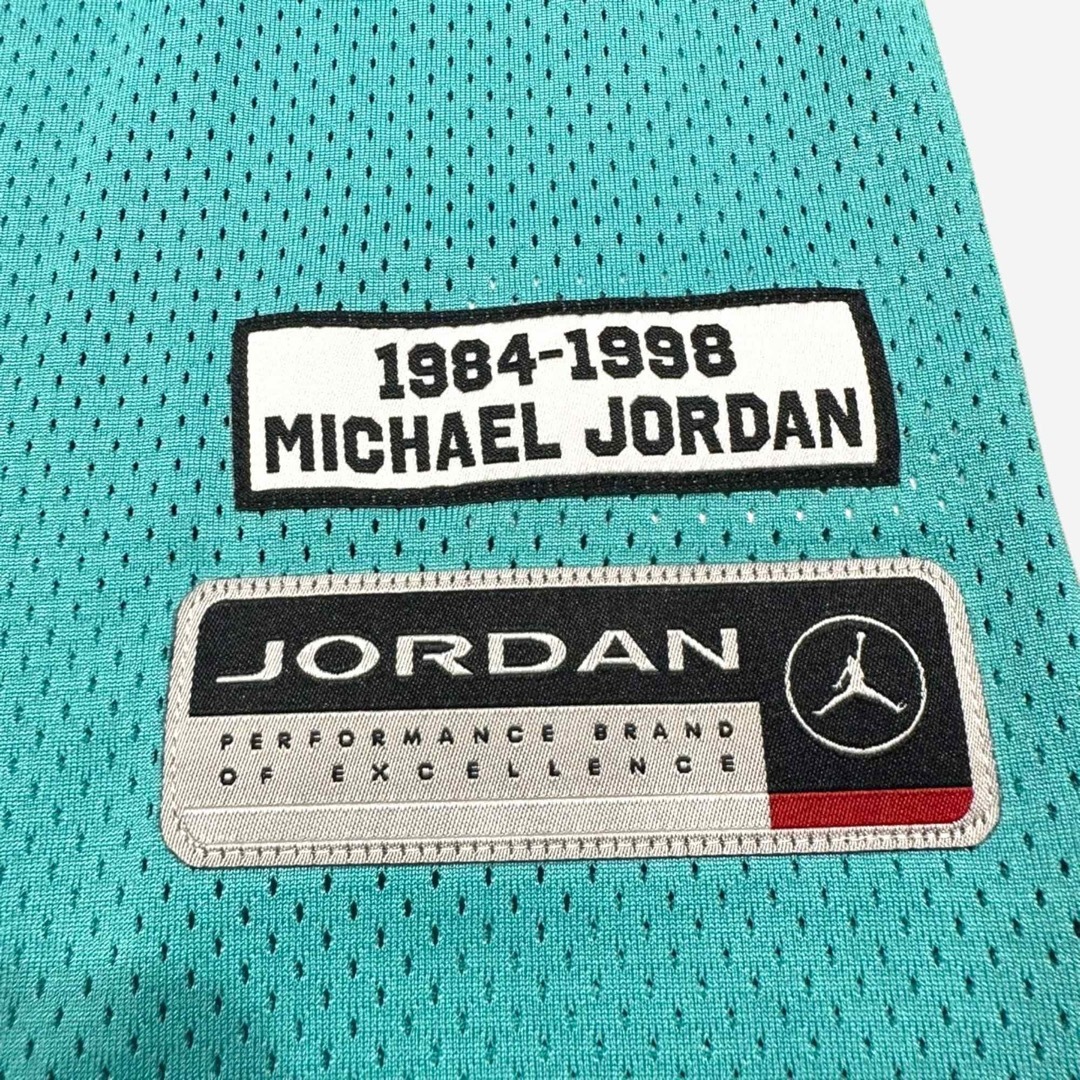 1984-1998
MICHAEL JORDAN
JORDAN
PERFORMANCE BRAND
OF EXCELLENCE